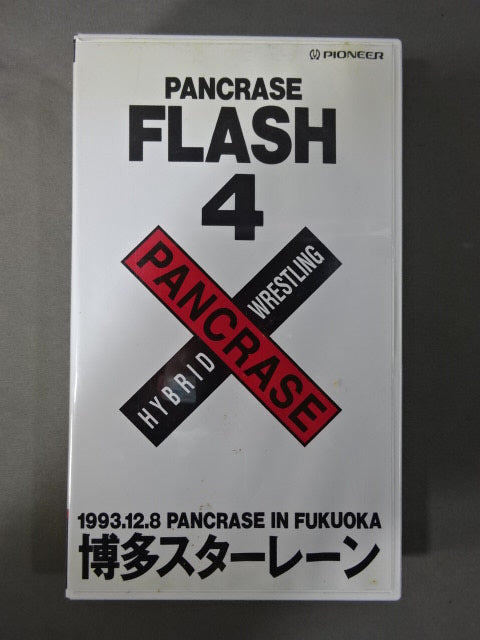 PIONEER
PANCRASE
FLASH
4
PANCRASE
HYBRID WRESTLING
1993.12.8 PANCRASE IN FUKUOKA
博多スターレーン